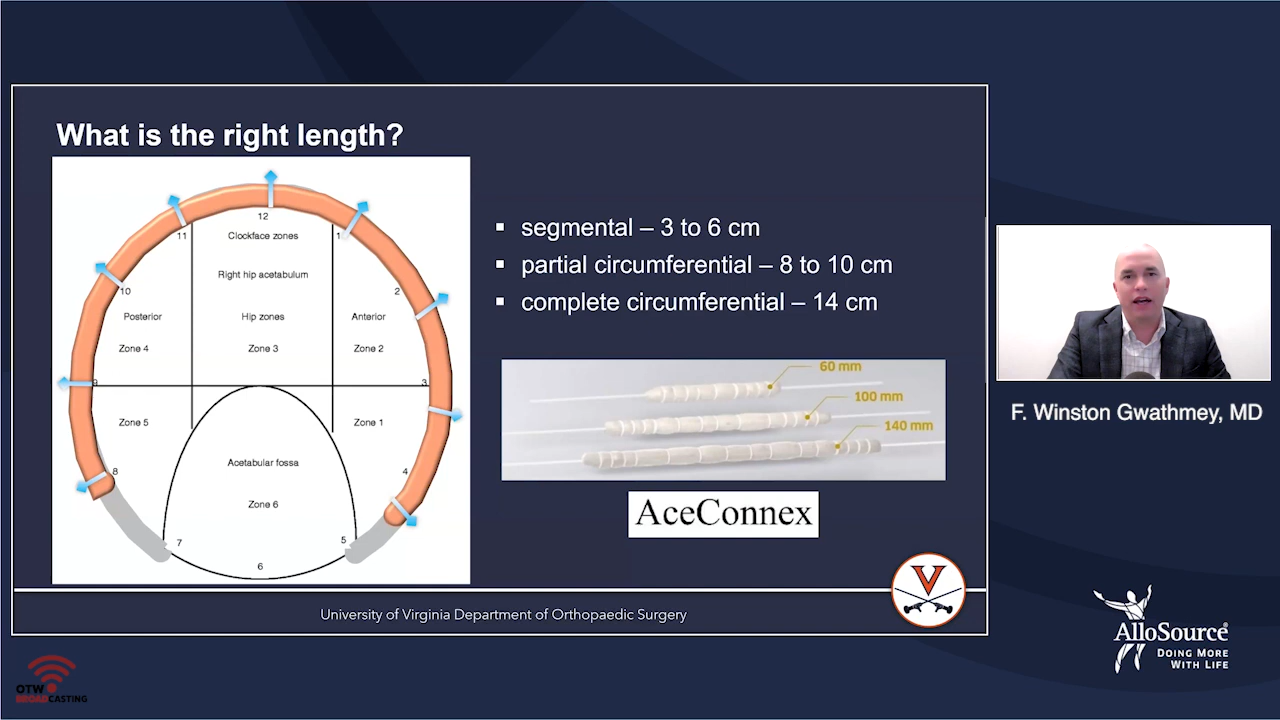 What is the right length?
12
11
1
Clockface zones
Right hip acetabulum
10
2
Posterior
Hip zones
Anterior
Zone 4
Zone 3
Zone 2
9
3
Zone 5
Zone 1
Acetabular fossa
8
4
Zone 6
7
5
6
▪ segmental – 3 to 6 cm
▪ partial circumferential – 8 to 10 cm
▪ complete circumferential – 14 cm
60 mm
100 mm
140 mm
AceConnex
University of Virginia Department of Orthopaedic Surgery
V
F. Winston Gwathmey, MD
AlloSource®
DOING MORE
WITH LIFE
OTW
BROADCASTING